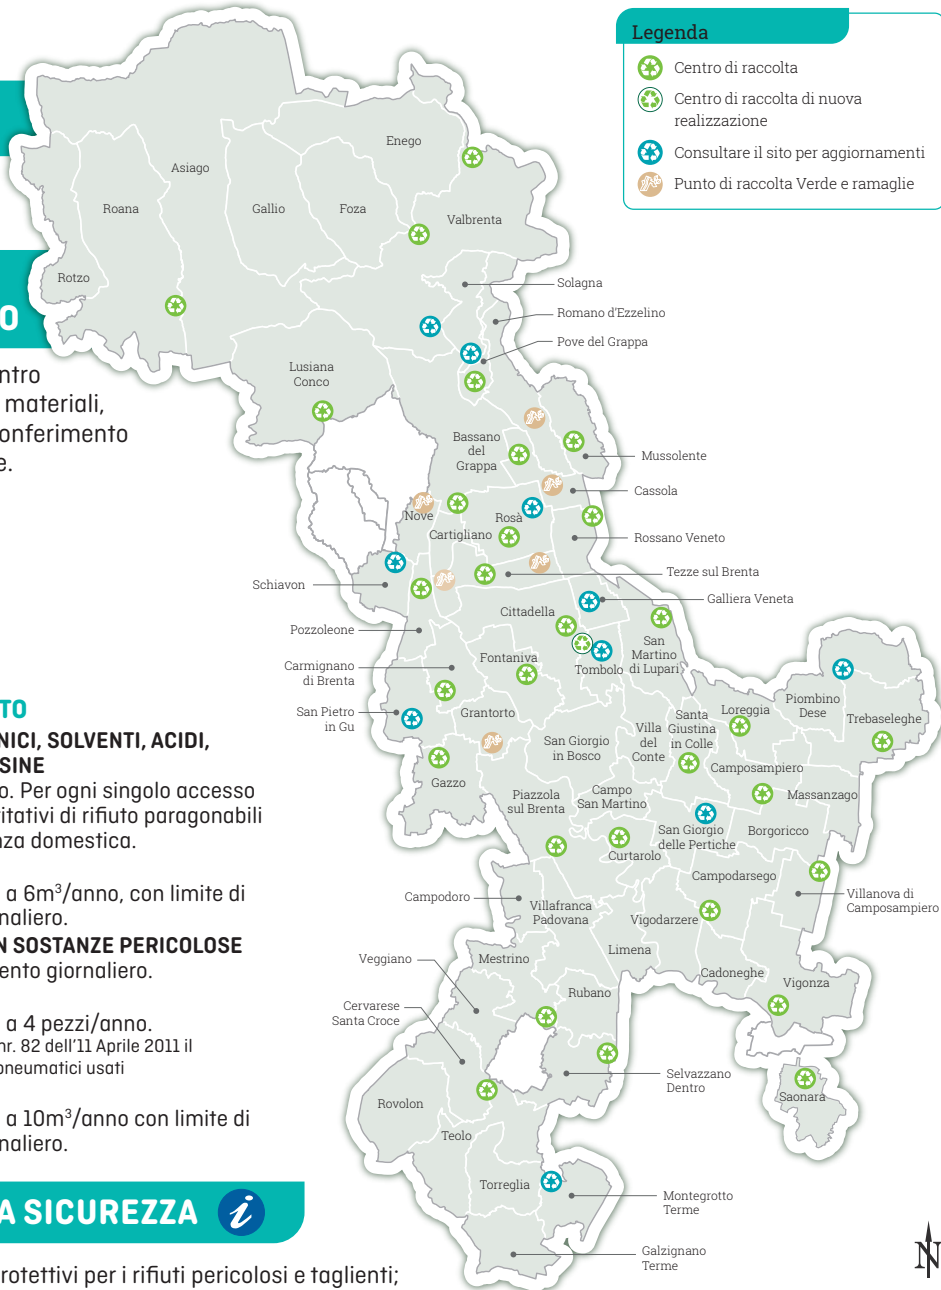 Legenda
Centro di raccolta
Centro di raccolta di nuova
realizzazione
Consultare il sito per aggiornamenti
Punto di raccolta Verde e ramaglie
Enego
Asiago
Roana
Gallio
Foza
Valbrenta
Rotzo
Solagna
Romano d'Ezzelino
Pove del Grappa
Lusiana
Conco
Bassano
del
Grappa
Mussolente
Cassola
Nove
Rosà
Cartigliano
Rossano Veneto
Tezze sul Brenta
Schiavon
Galliera Veneta
Cittadella
Pozzoleone
San
Martino
di Lupari
Fontaniva
Tombolo
Carmignano
di Brenta
San Pietro
in Gu
Grantorto
Piombino
Dese
Loreggia
Trebaseleghe
Santa
Giustina
in Colle
Villa
del
Conte
San Giorgio
in Bosco
Camposampiero
Gazzo
Massanzago
Piazzola
sul Brenta
Campo
San Martino
San Giorgio
delle Pertiche
Borgoricco
Curtarolo
Campodarsego
Campodoro
Villanova di
Camposampiero
Villafranca
Padovana
Vigodarzere
Limena
Veggiano
Mestrino
Cadoneghe
Vigonza
Rubano
Cervarese
Santa Croce
Selvazzano
Dentro
Saonara
Rovolon
Teolo
Torreglia
Montegrotto
Terme
Galzignano
Terme
N
O
ntro
materiali,
onferimento
e.
TO
NICI, SOLVENTI, ACIDI,
SINE
o. Per ogni singolo accesso
titativi di rifiuto paragonabili
nza domestica.
a 6m³/anno, con limite di
naliero.
N SOSTANZE PERICOLOSE
ento giornaliero.
a 4 pezzi/anno.
nr. 82 dell'11 Aprile 2011 il
pneumatici usati
a 10m³/anno con limite di
naliero.
A SICUREZZA i
rotettivi per i rifiuti pericolosi e taglienti;